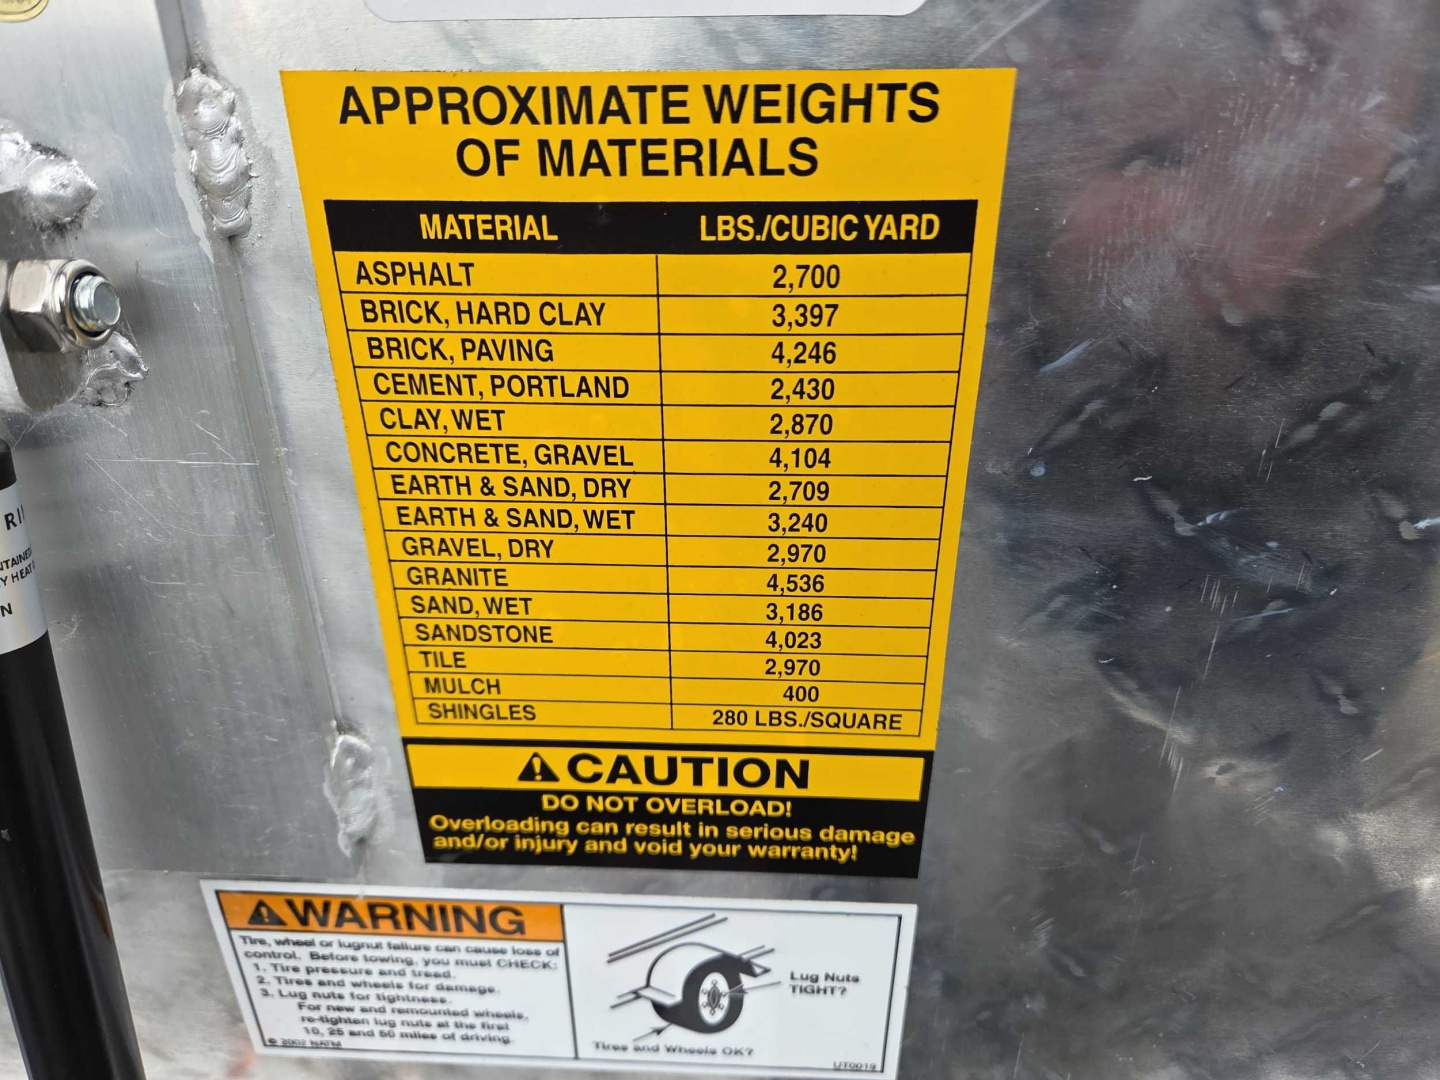 APPROXIMATE WEIGHTS
OF MATERIALS
MATERIAL LBS./CUBIC YARD
ASPHALT 2,700
BRICK, HARD CLAY 3,397
BRICK, PAVING 4,246
CEMENT, PORTLAND 2,430
CLAY, WET 2,870
CONCRETE, GRAVEL 4,104
EARTH & SAND, DRY 2,709
EARTH & SAND, WET 3,240
GRAVEL, DRY 2,970
GRANITE 4,536
SAND, WET 3,186
SANDSTONE 4,023
TILE 2,970
MULCH 400
SHINGLES 280 LBS./SQUARE
CAUTION
DO NOT OVERLOAD!
Overloading can result in serious damage
and/or injury and void your warranty!
WARNING
Tire, wheel or lugnut failure can cause loss of
control. Before towing, you must CHECK:
1. Tire pressure and tread.
2. Tires and wheels for damage.
3. Lug nuts for tightness.
For new and remounted wheels,
re-tighten lug nuts at the first
10, 25 and 50 miles of driving.
© 2002 NATM
Lug Nuts
TIGHT?
Tires and Wheels OK?
UT0019